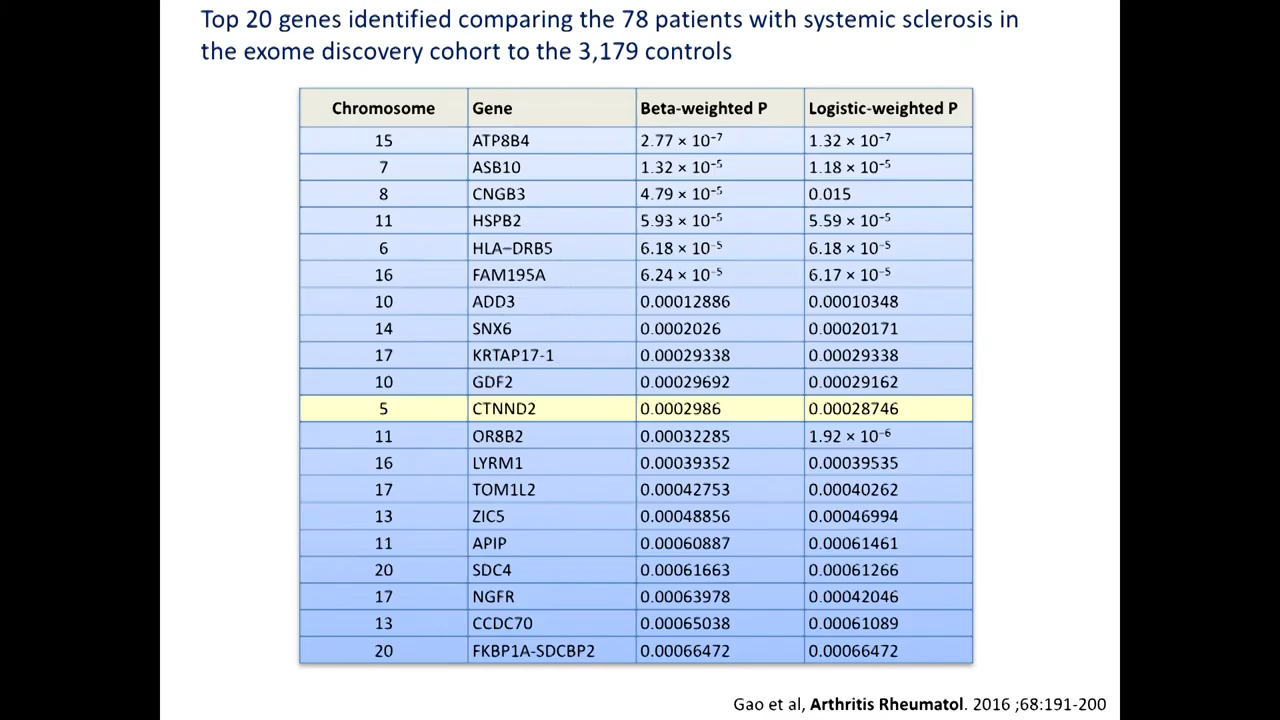 Top 20 genes identified comparing the 78 patients with systemic sclerosis in
the exome discovery cohort to the 3,179 controls
Chromosome Gene Beta-weighted P Logistic-weighted P
15 ATP8B4 2.77 × 10⁻⁷ 1.32 × 10⁻⁷
7 ASB10 1.32 × 10⁻⁵ 1.18 × 10⁻⁵
8 CNGB3 4.79 × 10⁻⁵ 0.015
11 HSPB2 5.93 × 10⁻⁵ 5.59 × 10⁻⁵
6 HLA–DRB5 6.18 × 10⁻⁵ 6.18 × 10⁻⁵
16 FAM195A 6.24 × 10⁻⁵ 6.17 × 10⁻⁵
10 ADD3 0.00012886 0.00010348
14 SNX6 0.0002026 0.00020171
17 KRTAP17-1 0.00029338 0.00029338
10 GDF2 0.00029692 0.00029162
5 CTNND2 0.0002986 0.00028746
11 OR8B2 0.00032285 1.92 × 10⁻⁶
16 LYRM1 0.00039352 0.00039535
17 TOM1L2 0.00042753 0.00040262
13 ZIC5 0.00048856 0.00046994
11 APIP 0.00060887 0.00061461
20 SDC4 0.00061663 0.00061266
17 NGFR 0.00063978 0.00042046
13 CCDC70 0.00065038 0.00061089
20 FKBP1A-SDCBP2 0.00066472 0.00066472
Gao et al, Arthritis Rheumatol. 2016 ;68:191-200